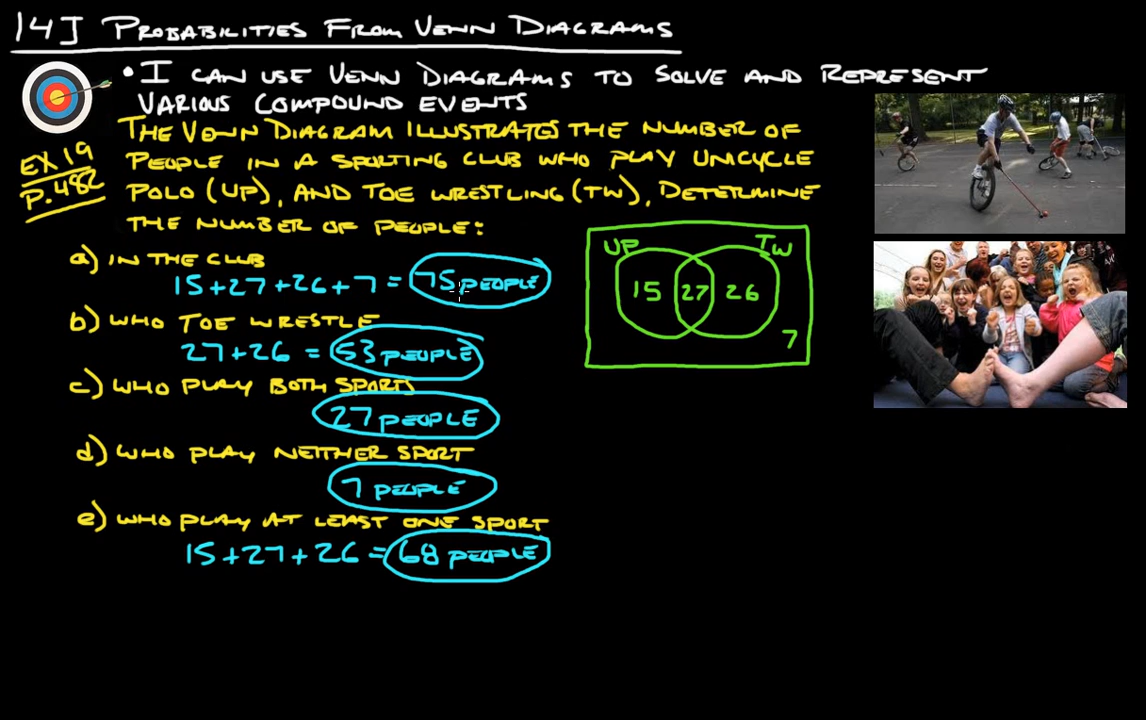 14J PROBABILITIES FROM VENN DIAGRAMS
• I CAN USE VENN DIAGRAMS TO SOLVE AND REPRESENT
VARIOUS COMPOUND EVENTS
EX 19
P. 482
THE VENN DIAGRAM ILLUSTRATES THE NUMBER OF
PEOPLE IN A SPORTING CLUB WHO PLAY UNICYCLE
POLO (UP), AND TOE WRESTLING (TW), DETERMINE
THE NUMBER OF PEOPLE:
a) IN THE CLUB
15+27+26+7 = 75 PEOPLE
b) WHO TOE WRESTLE
27+26 = 53 PEOPLE
c) WHO PLAY BOTH SPORTS
27 PEOPLE
d) WHO PLAY NEITHER SPORT
7 PEOPLE
e) WHO PLAY AT LEAST ONE SPORT
15+27+26 = 68 PEOPLE
UP TW
15 27 26
7